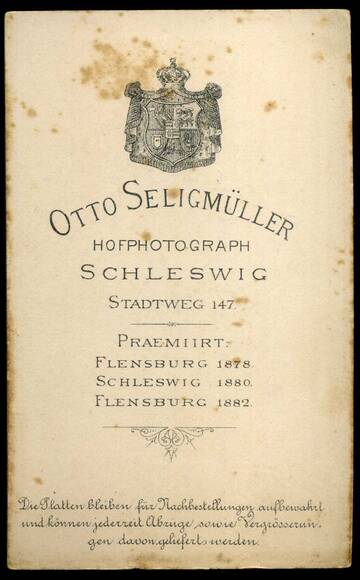 OTTO SELIGMÜLLER
HOFPHOTOGRAPH
SCHLESWIG
STADTWEG 147.
PRAEMIIRT:
FLENSBURG 1878.
SCHLESWIG 1880.
FLENSBURG 1882.
Die Platten bleiben für Nachbestellungen aufbewahrt
und können jederzeit Abzüge, sowie Vergrösserun-
gen davon geliefert werden.